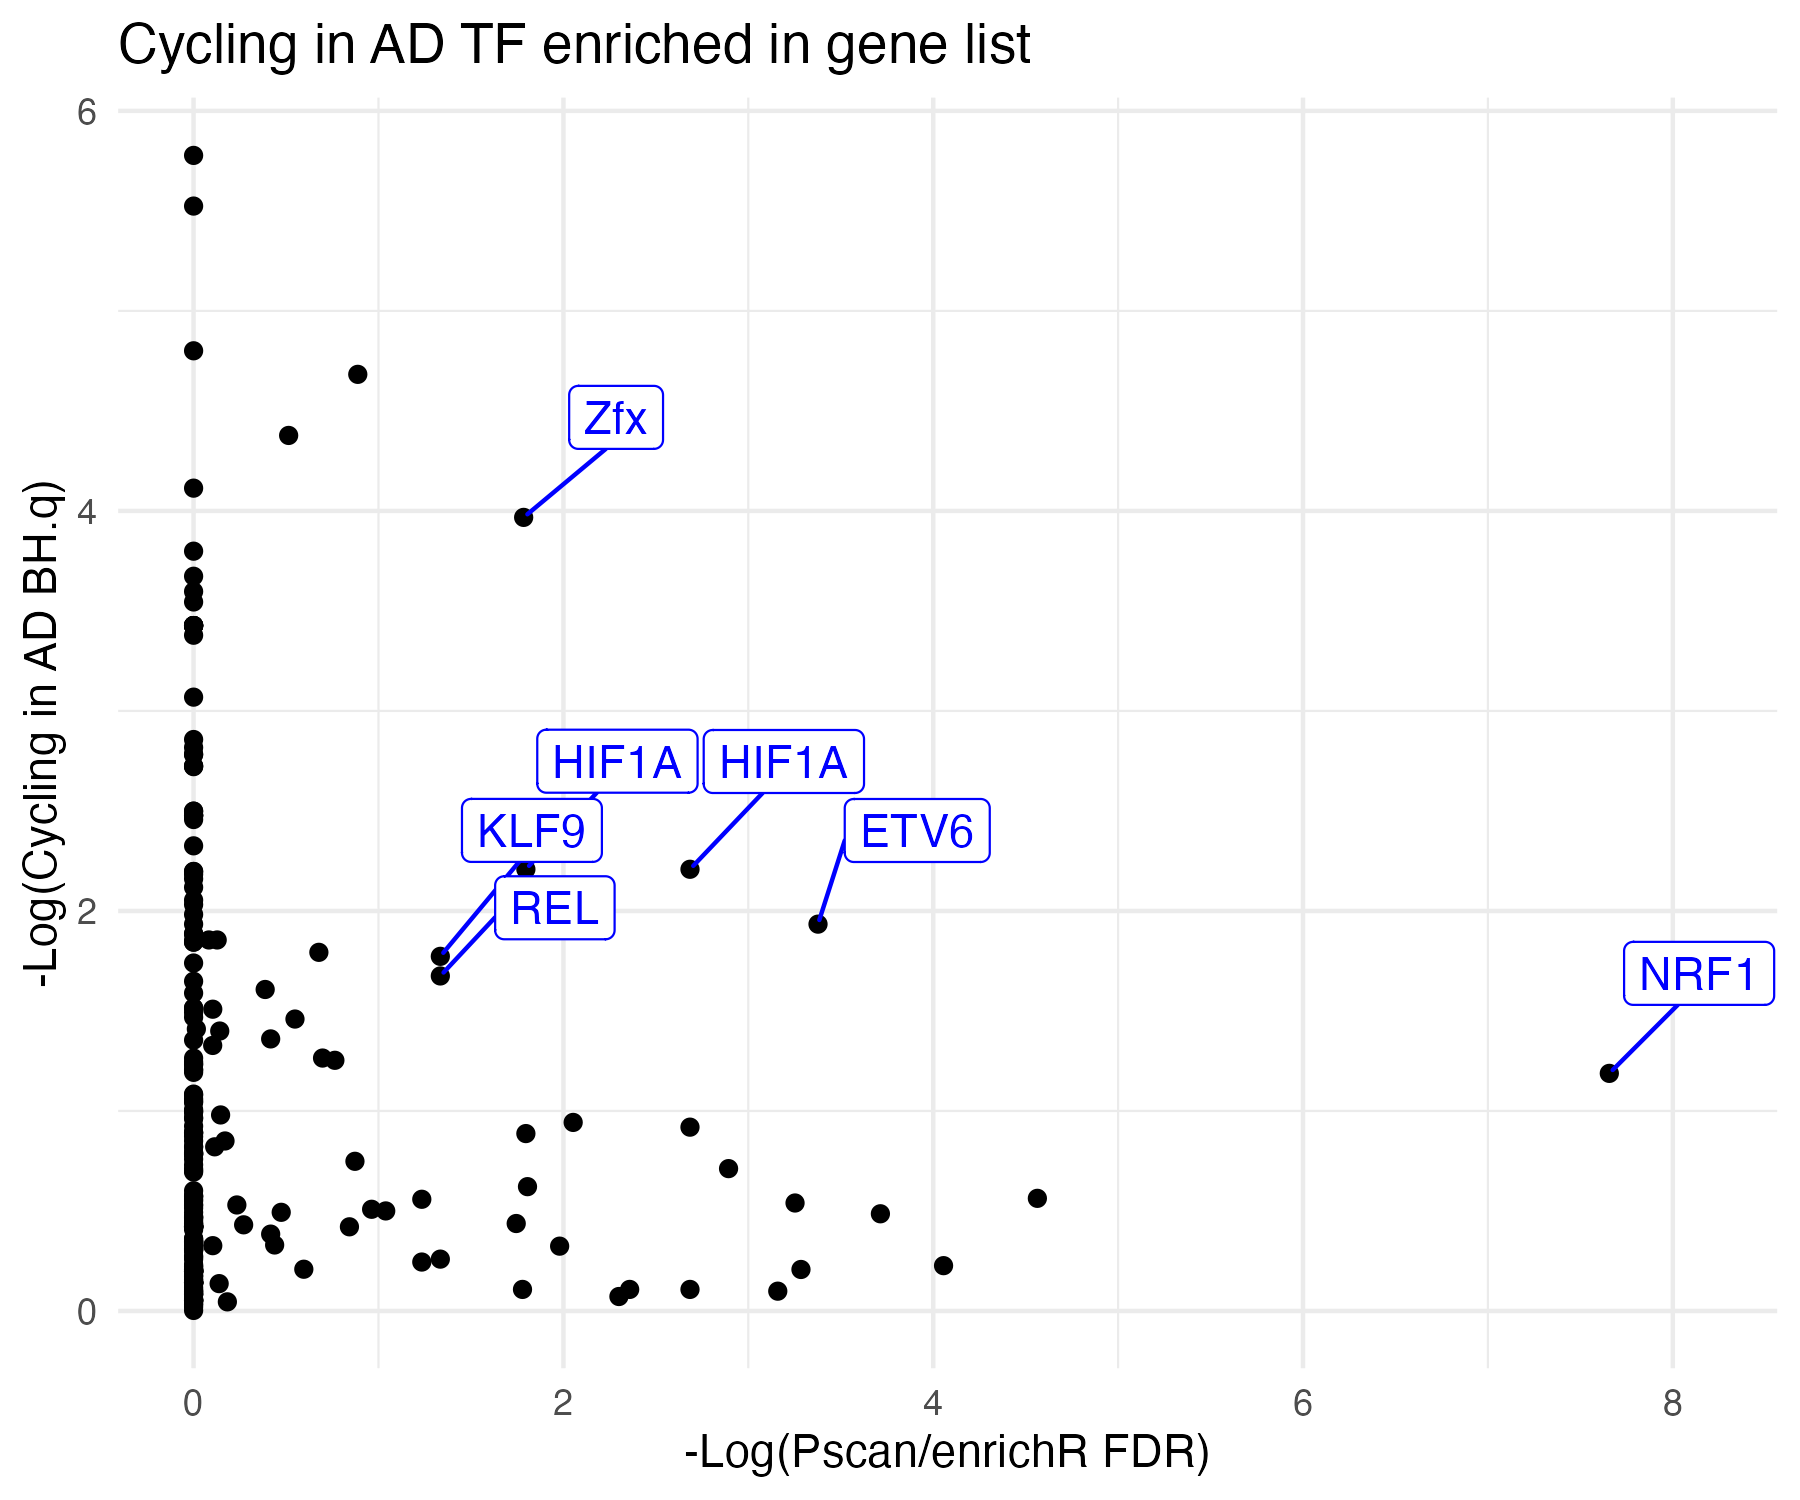 Cycling in AD TF enriched in gene list
6
4
2
0
-Log(Cycling in AD BH.q)
Zfx
HIF1A
HIF1A
KLF9
ETV6
REL
NRF1
0
2
4
6
8
-Log(Pscan/enrichR FDR)